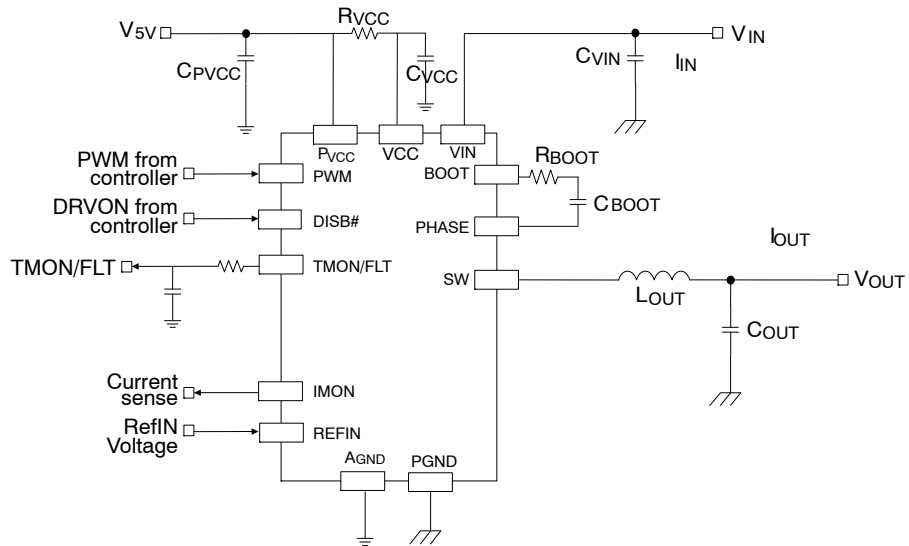 V5V
RVCC
CPVCC
CVCC
CVIN
IIN
VIN
PVCC
VCC
VIN
PWM from
controller
PWM
BOOT
RBOOT
CBOOT
DRVON from
controller
DISB#
PHASE
TMON/FLT
TMON/FLT
SW
IOUT
LOUT
VOUT
COUT
Current
sense
IMON
RefIN
Voltage
REFIN
AGND
PGND